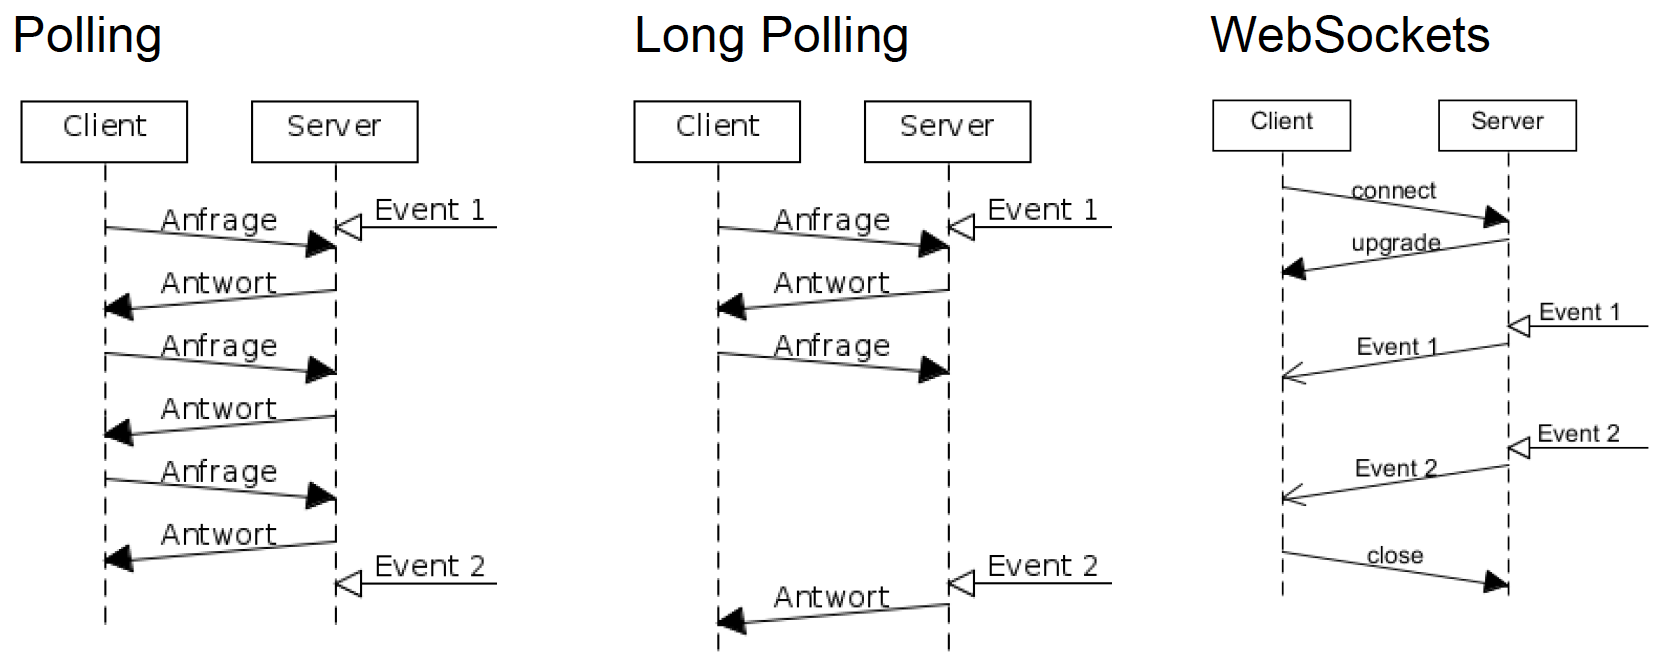 Polling
Client
Server
Anfrage
Event 1
Antwort
Anfrage
Antwort
Anfrage
Antwort
Event 2
Long Polling
Client
Server
Anfrage
Event 1
Antwort
Anfrage
Event 2
Antwort
WebSockets
Client
Server
connect
upgrade
Event 1
Event 1
Event 2
Event 2
close